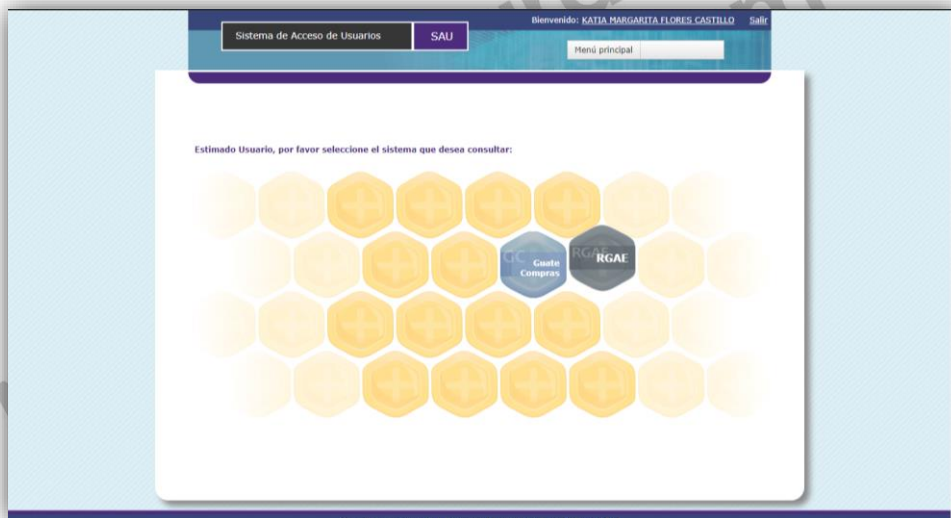 Bienvenido: KATIA MARGARITA FLORES CASTILLO Salir
Sistema de Acceso de Usuarios SAU
Menú principal
Estimado Usuario, por favor seleccione el sistema que desea consultar:
GC Guate
Compras
RGAE RGAE